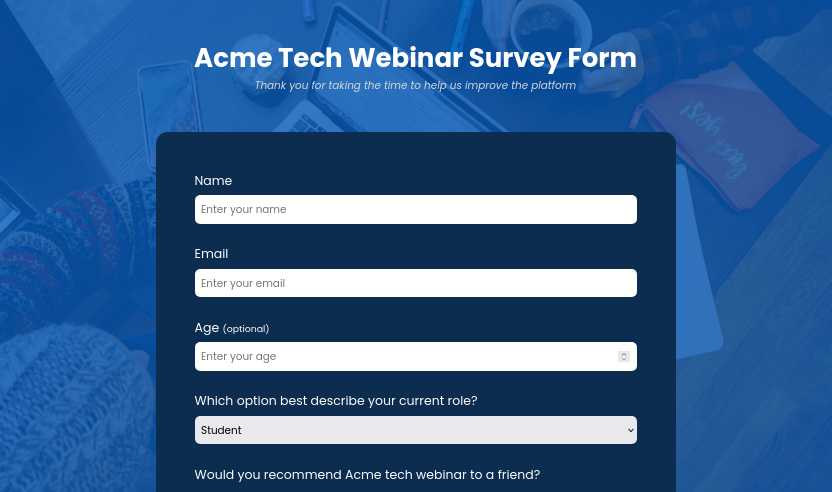 Acme Tech Webinar Survey Form
Thank you for taking the time to help us improve the platform
Name
Enter your name
Email
Enter your email
Age (optional)
Enter your age
Which option best describe your current role?
Student
Would you recommend Acme tech webinar to a friend?